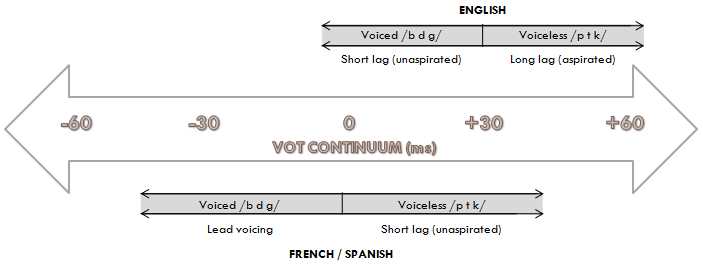 ENGLISH
Voiced /b d g/ Voiceless /p t k/
Short lag (unaspirated) Long lag (aspirated)
-60 -30 0 +30 +60
VOT CONTINUUM (ms)
Voiced /b d g/ Voiceless /p t k/
Lead voicing Short lag (unaspirated)
FRENCH / SPANISH